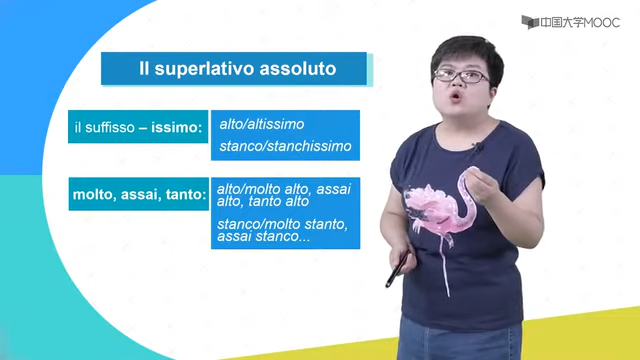 中国大学MOOC
Il superlativo assoluto
il suffisso – issimo:
alto/altissimo
stanco/stanchissimo
molto, assai, tanto:
alto/molto alto, assai
alto, tanto alto
stanco/molto stanto,
assai stanco...